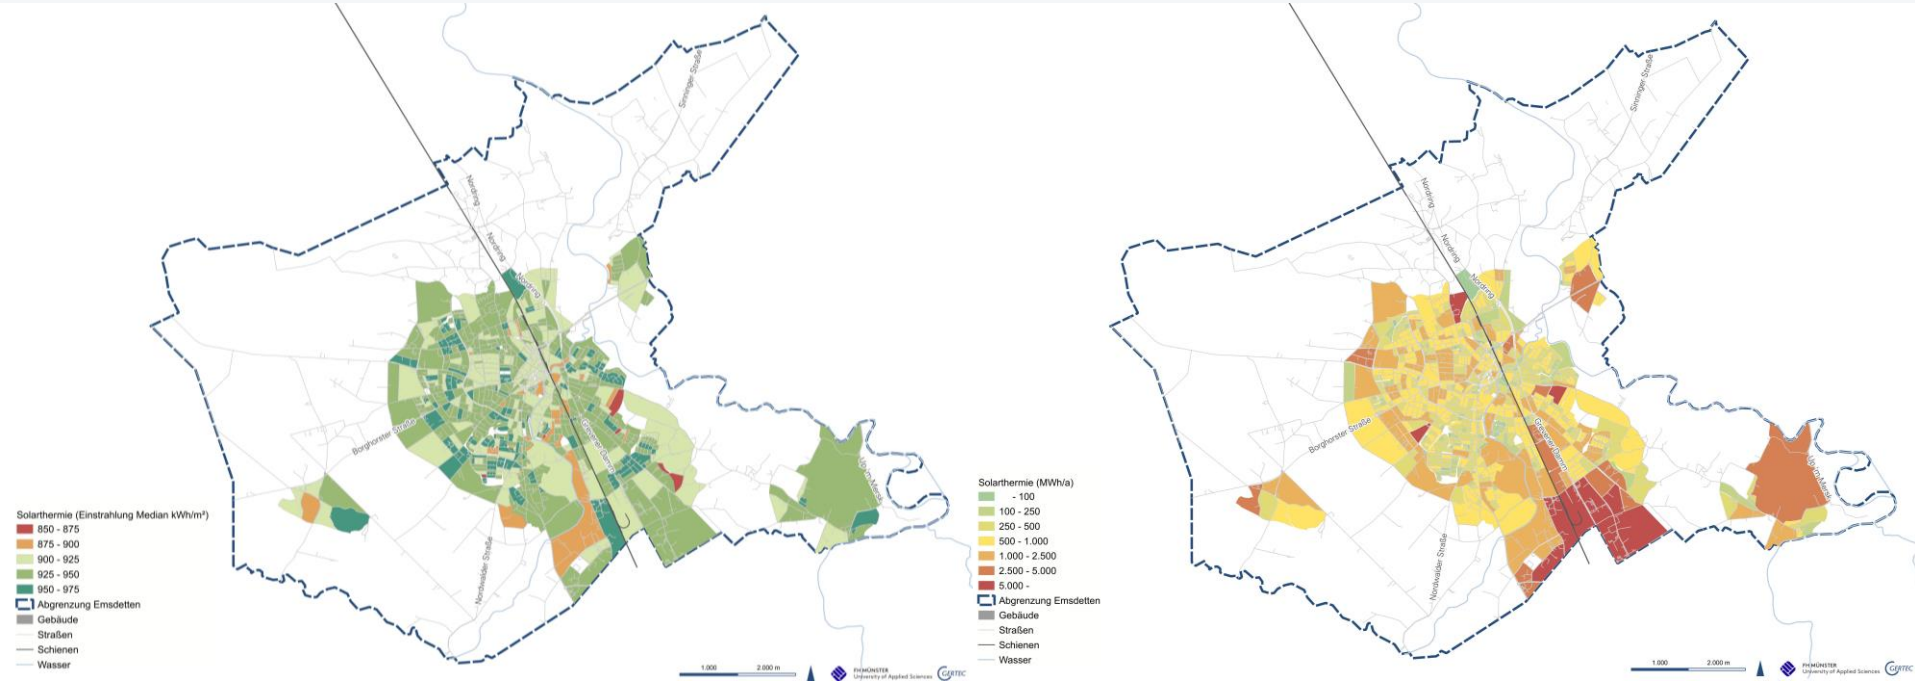 Sinninger Straße
Nordring
Nordring
Nordring
Borghorster Straße
Grevener Damm
Nordwalder Straße
Solarthermie (Einstrahlung Median kWh/m²)
850 - 875
875 - 900
900 - 925
925 - 950
950 - 975
Abgrenzung Emsdetten
Gebäude
Straßen
Schienen
Wasser
1.000 2.000 m
FH MÜNSTER
University of Applied Sciences
GERTEC
Sinninger Straße
Nordring
Nordring
Nordring
Borghorster Straße
Grevener Damm
Nordwalder Straße
Solarthermie (MWh/a)
- 100
100 - 250
250 - 500
500 - 1.000
1.000 - 2.500
2.500 - 5.000
5.000 -
Abgrenzung Emsdetten
Gebäude
Straßen
Schienen
Wasser
1.000 2.000 m
FH MÜNSTER
University of Applied Sciences
GERTEC